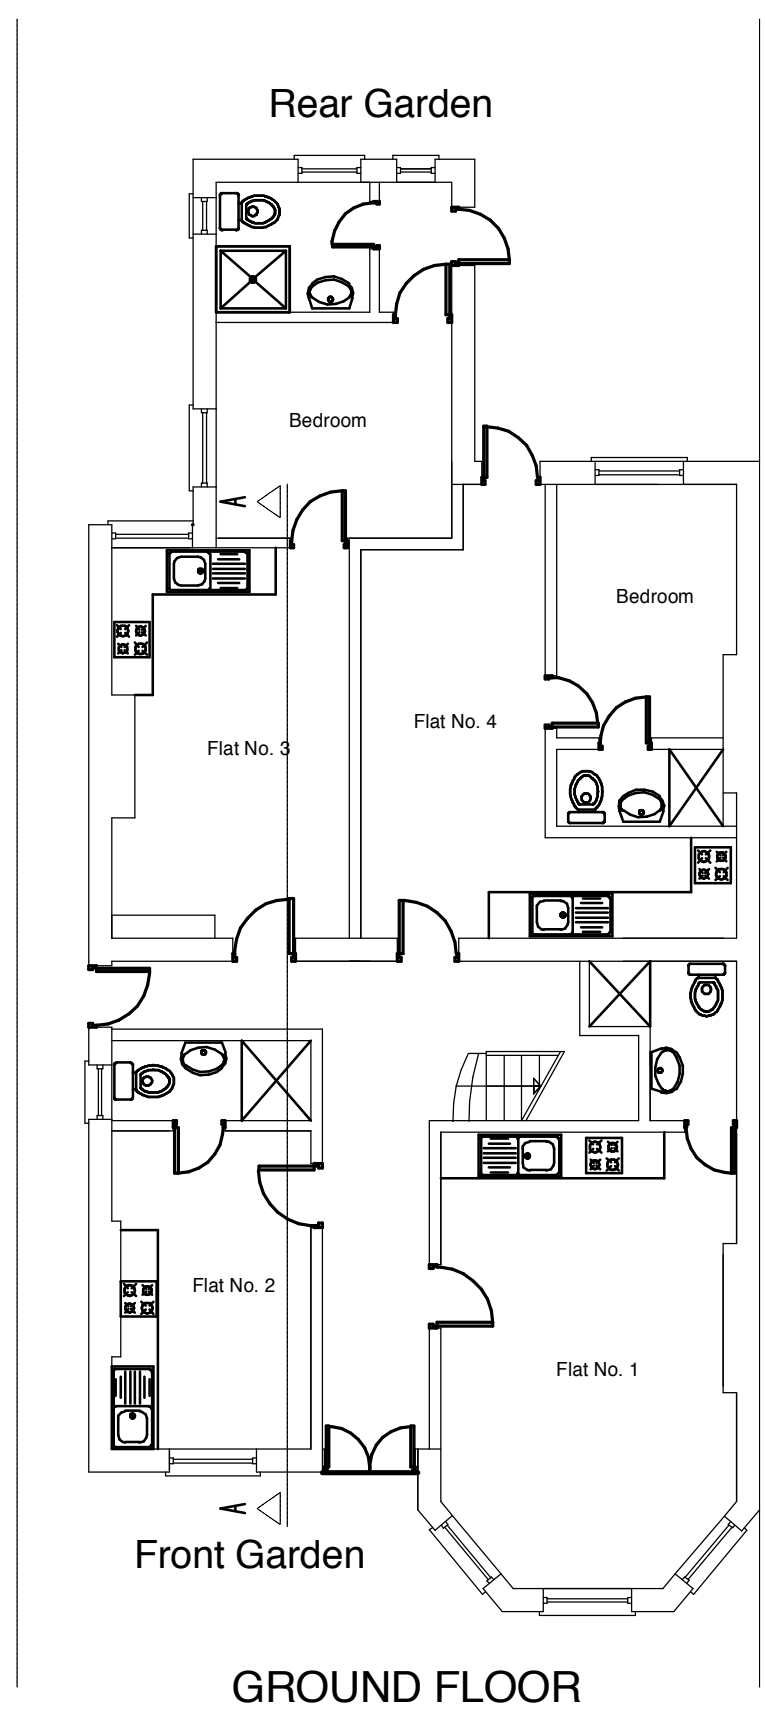 Rear Garden
Bedroom
A
Bedroom
Flat No. 4
Flat No. 3
Flat No. 2
Flat No. 1
A
Front Garden
GROUND FLOOR